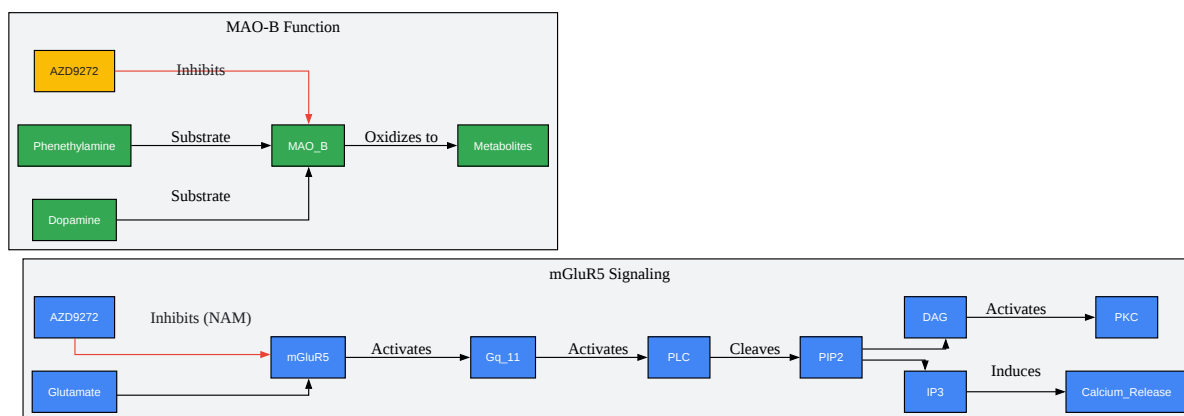 MAO-B Function
AZD9272
Inhibits
Phenethylamine
Substrate
MAO_B
Oxidizes to
Metabolites
Substrate
Dopamine
mGluR5 Signaling
AZD9272
Inhibits (NAM)
Glutamate
mGluR5
Activates
Gq_11
Activates
PLC
Cleaves
PIP2
DAG
Activates
PKC
IP3
Induces
Calcium_Release